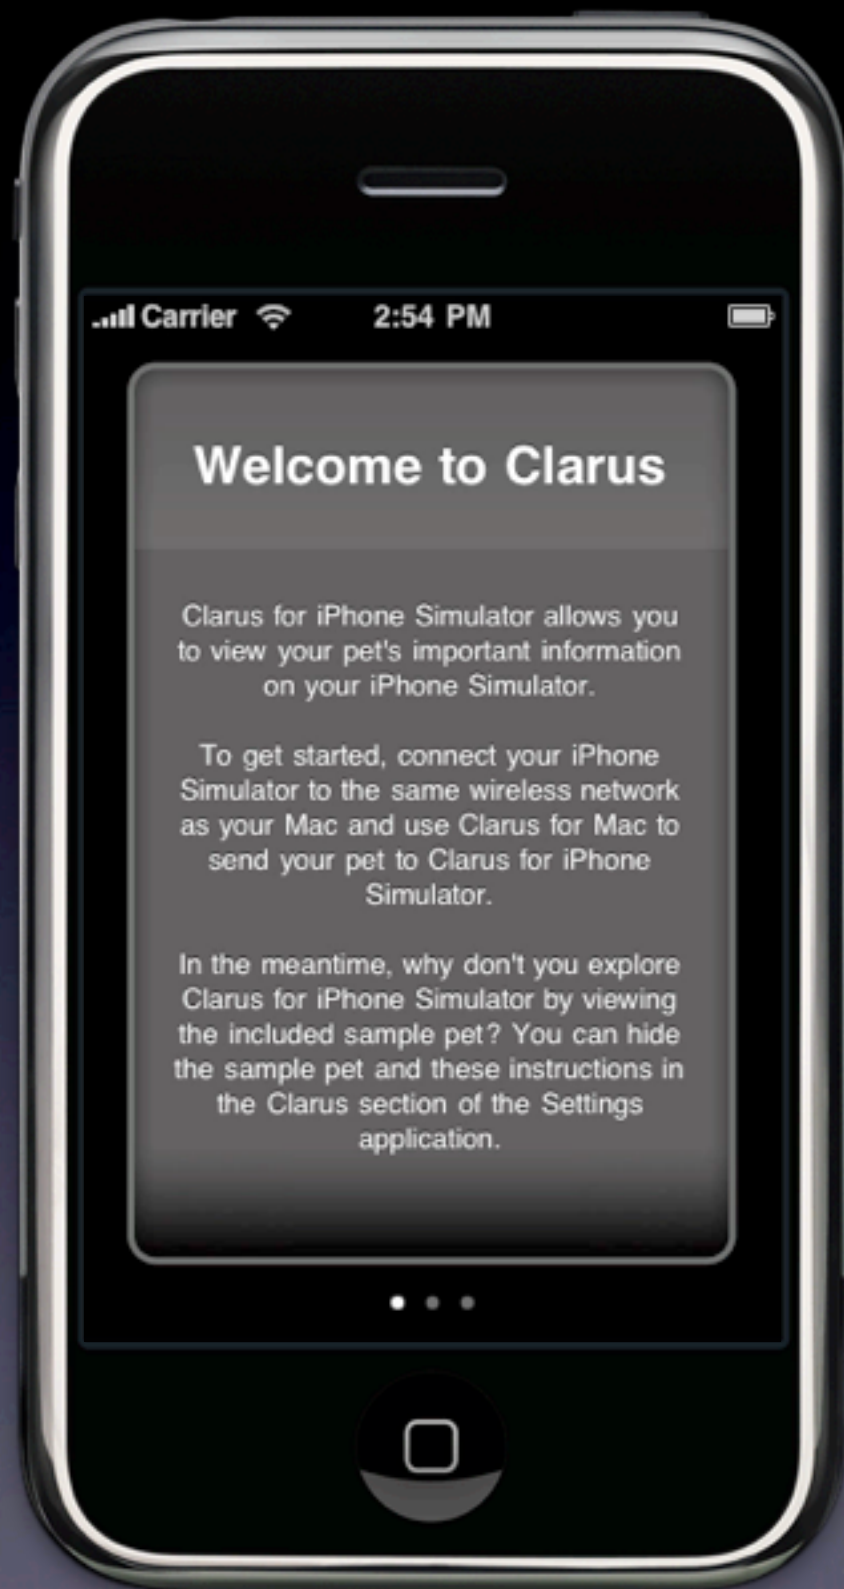 Carrier 2:54 PM
Welcome to Clarus
Clarus for iPhone Simulator allows you
to view your pet's important information
on your iPhone Simulator.
To get started, connect your iPhone
Simulator to the same wireless network
as your Mac and use Clarus for Mac to
send your pet to Clarus for iPhone
Simulator.
In the meantime, why don't you explore
Clarus for iPhone Simulator by viewing
the included sample pet? You can hide
the sample pet and these instructions in
the Clarus section of the Settings
application.